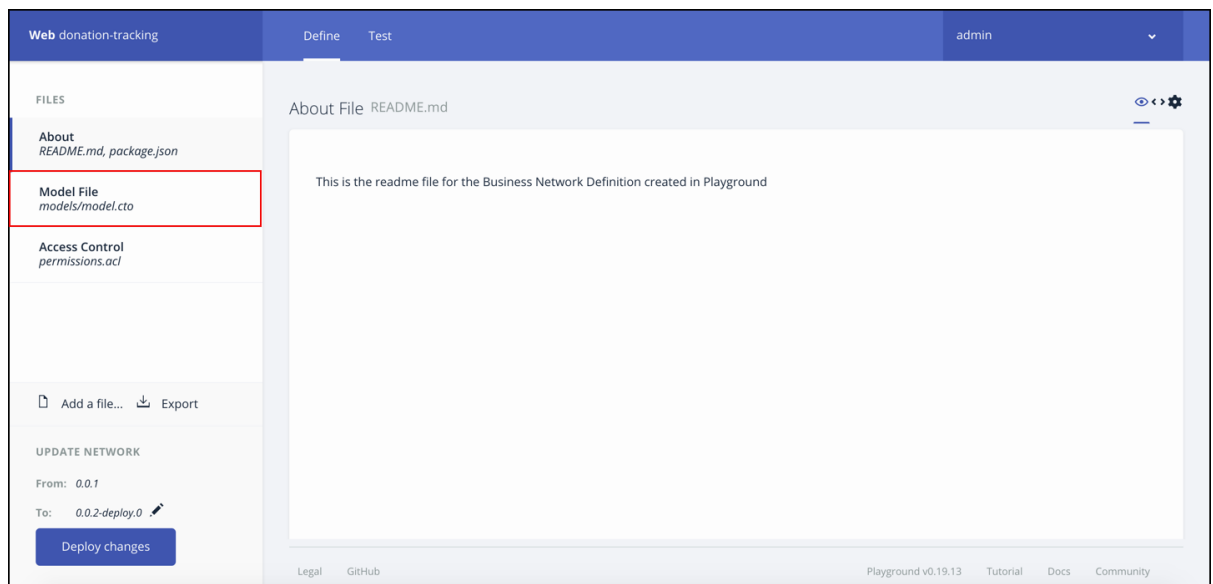 Web donation-tracking
Define Test
admin
FILES
About
README.md, package.json
Model File
models/model.cto
Access Control
permissions.acl
Add a file... Export
UPDATE NETWORK
From: 0.0.1
To: 0.0.2-deploy.0
Deploy changes
About File README.md
This is the readme file for the Business Network Definition created in Playground
Legal GitHub
Playground v0.19.13 Tutorial Docs Community